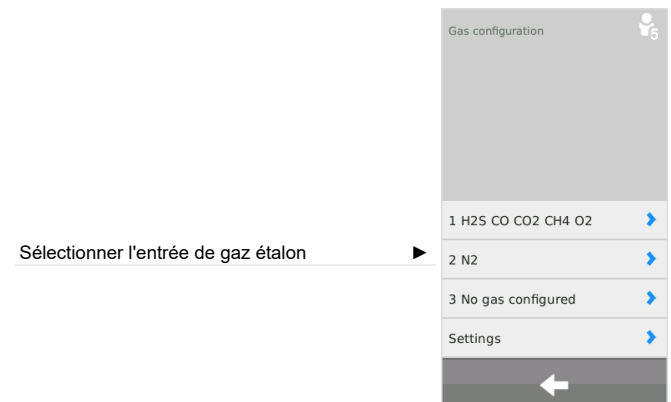 Gas configuration
5
1 H2S CO CO2 CH4 O2
Sélectionner l'entrée de gaz étalon ►
2 N2
3 No gas configured
Settings